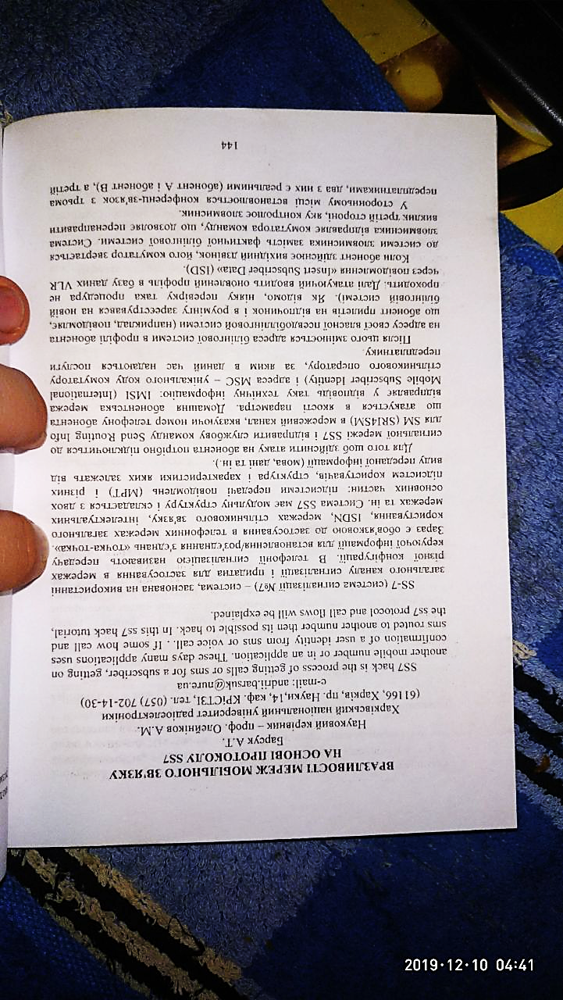 ВРАЗЛИВОСТІ МЕРЕЖ МОБІЛЬНОГО ЗВ'ЯЗКУ
НА ОСНОВІ ПРОТОКОЛУ SS7
Барсук А.Т.
Науковий керівник – проф. Олейніков А.М.
Харківський національний університет радіоелектроніки
(61166, Харків, пр. Науки,14, каф. КРіСТЗІ, тел. (057) 702-14-30)
e-mail: andrii.barsuk@nure.ua
SS7 hack is the process of getting calls or sms for a subscriber, getting on
another mobile number or in an application. These days many applications uses
confirmation of a user identity from sms or voice call. . If some how call and
sms routed to another number then its possible to hack. In this ss7 hack tutorial,
the ss7 protocol and call flows will be explained.
SS-7 (система сигналізації №7) – система, заснована на використанні
загального каналу сигналізації і придатна для застосування в мережах
різної конфігурації. В телефонії сигналізацією називають передачу
керуючої інформації для встановлення/роз'єднання з'єднань «точка-точка».
Зараз є обов'язковою до застосування в телефонних мережах загального
користування, ISDN, мережах стільникового зв'язку, інтелектуальних
мережах та ін. Система SS7 має модульну структуру і складається з двох
основних частин: підсистеми передачі повідомлень (МРТ) і різних
підсистем користувачів, структура і характеристики яких залежать від
виду переданої інформації (мова, дані та ін.).
Для того щоб здійснити атаку на абонента потрібно підключиться до
сигнальної мережі SS7 і відправити службову команду Send Routing Info
для SM (SRI4SM) в мережевий канал, вказуючи номер телефону абонента
що атакується в якості параметра. Домашня абонентська мережа
відправляє у відповідь таку технічну інформацію: IMSI (International
Mobile Subscriber Identity) і адреса MSC – унікального коду комутатору
стільникового оператору, за яким в даний час надаються послуги
передплатнику.
Після цього змінюється адреса білінгової системи в профілі абонента
на адресу своєї власної псевдобіллінговой системи (наприклад, повідомляє,
що абонент прилетів на відпочинок і в роумінгу зареєструвався на новій
білінговій системі). Як відомо, ніяку перевірку така процедура не
проходить. Далі атакуючий вводить оновлений профіль в базу даних VLR
через повідомлення «Insert Subscriber Data» (ISD).
Коли абонент здійснює вихідний дзвінок, його комутатор звертається
до системи зловмисника замість фактичної білінгової системи. Система
зловмисника відправляє комутатора команду, що дозволяє перенаправити
виклик третій стороні, яку контролює зловмисник.
У сторонньому місці встановлюється конференц-зв'язок з трьома
передплатниками, два з них є реальними (абонент А і абонент В), а третій
144
2019·12·10 04:41